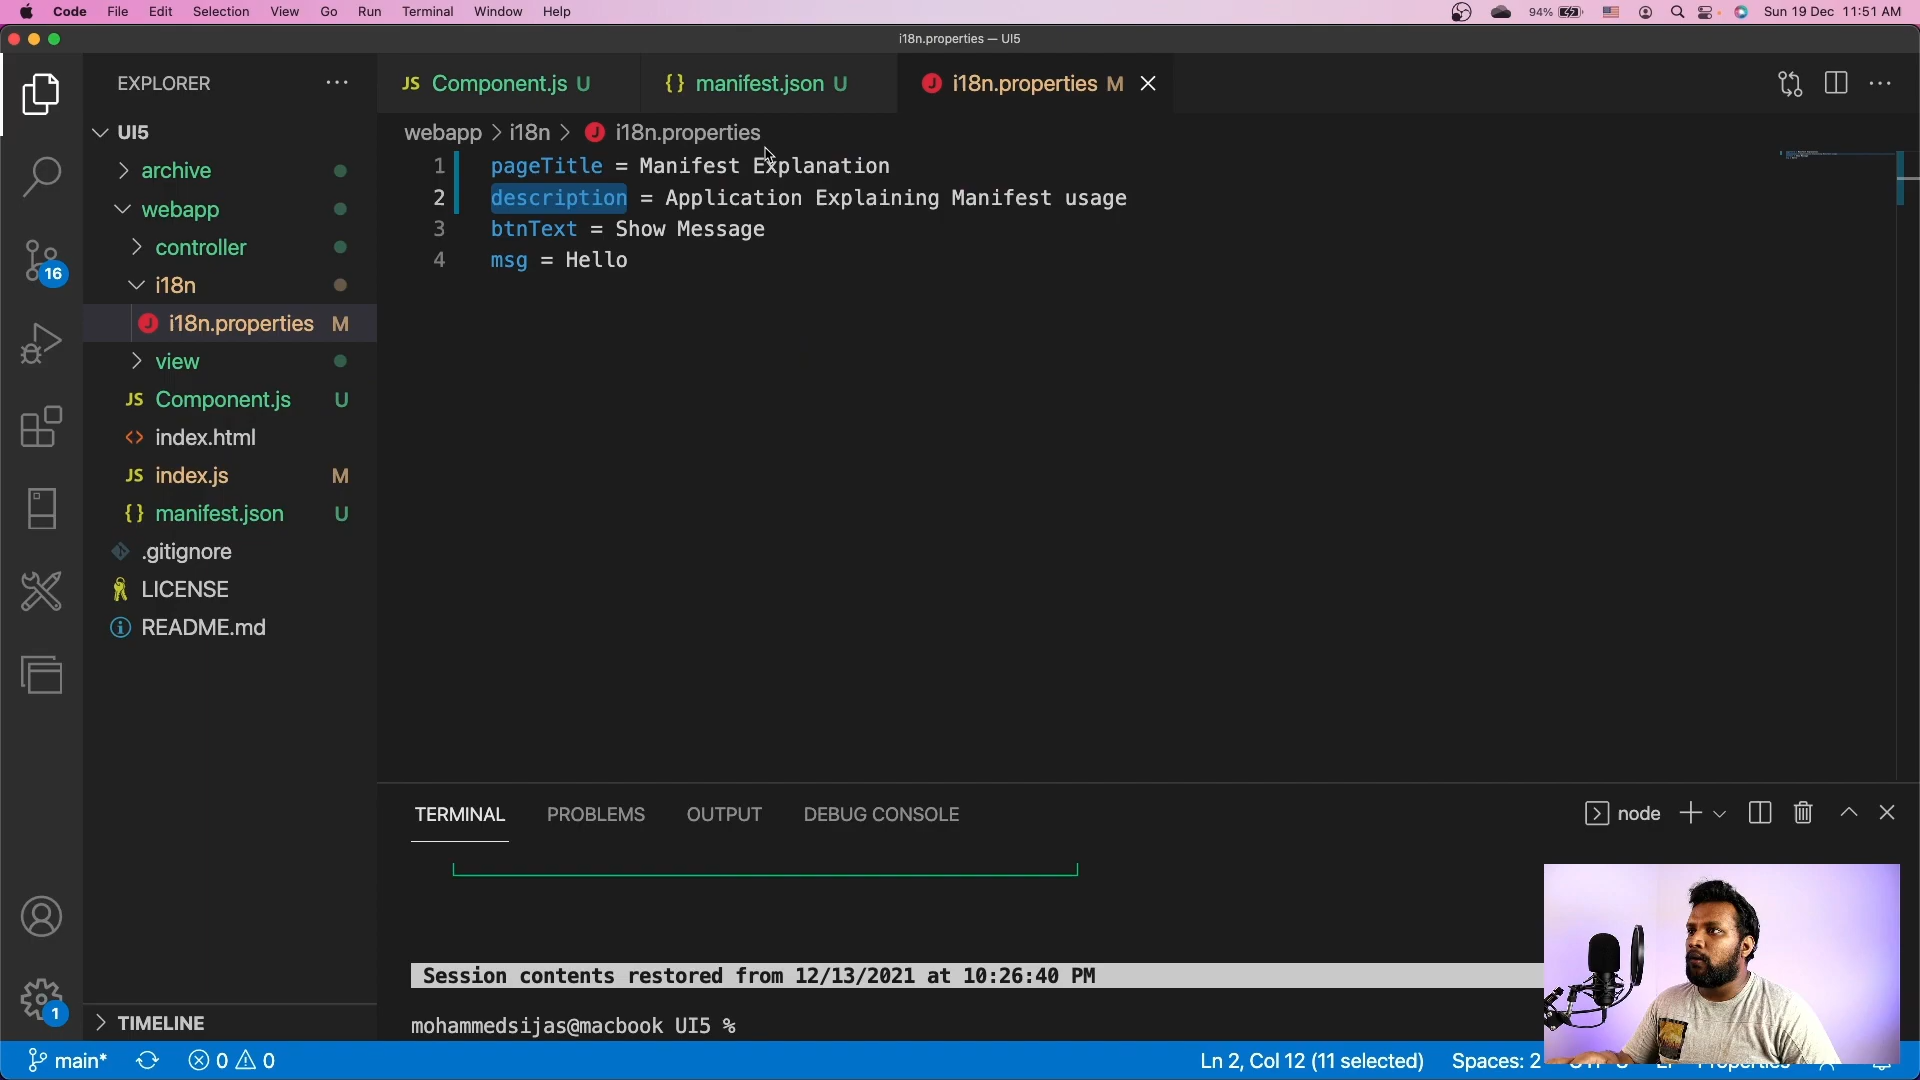 Code File Edit Selection View Go Run Terminal Window Help 94% Sun 19 Dec 11:51 AM
i18n.properties — UI5
EXPLORER
JS Component.js U {} manifest.json U i18n.properties M
webapp > i18n > i18n.properties
UI5
archive
webapp
controller
i18n
i18n.properties M
view
JS Component.js U
index.html
JS index.js M
{} manifest.json U
.gitignore
LICENSE
README.md
TIMELINE
16
1
1 pageTitle = Manifest Explanation
2 description = Application Explaining Manifest usage
3 btnText = Show Message
4 msg = Hello
TERMINAL PROBLEMS OUTPUT DEBUG CONSOLE
node
Session contents restored from 12/13/2021 at 10:26:40 PM
mohammedsijas@macbook UI5 %
main* 0 0 Ln 2, Col 12 (11 selected) Spaces: 2